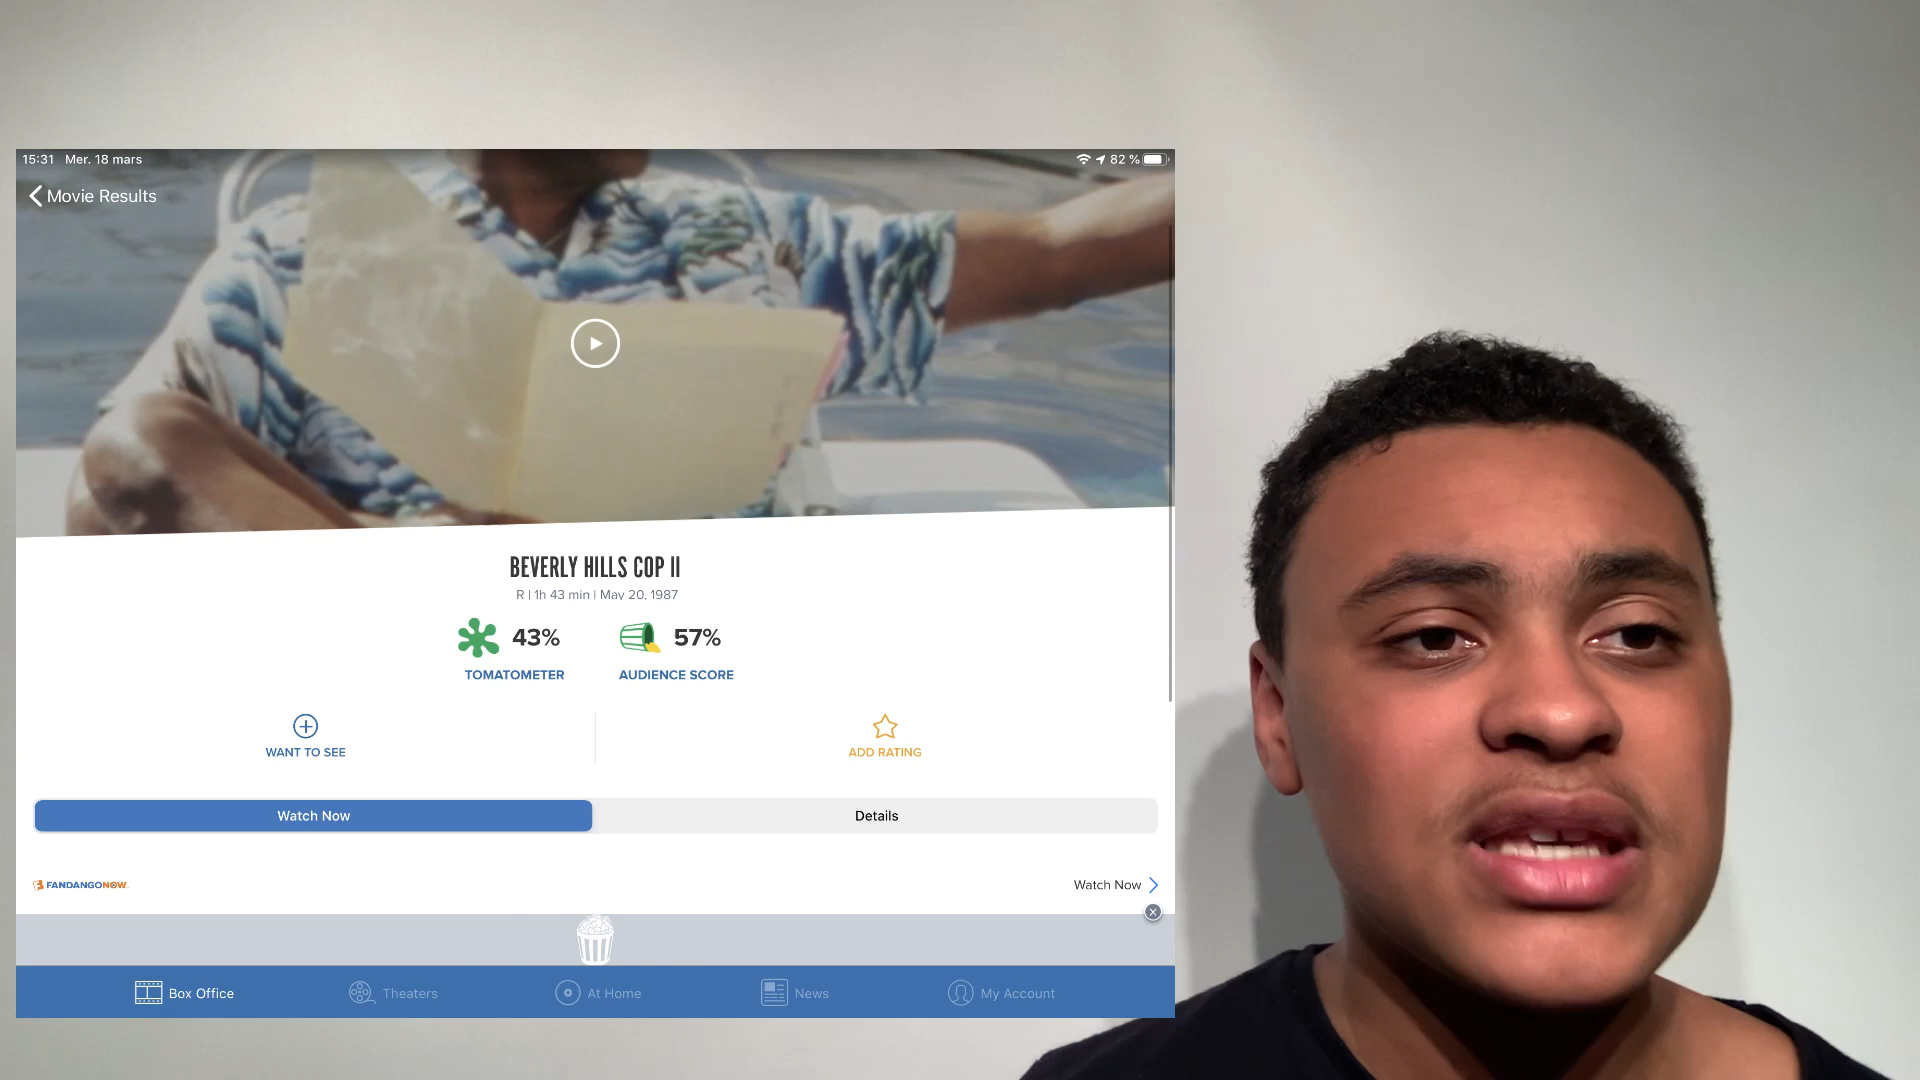 15:31 Mer. 18 mars
82 %
Movie Results
BEVERLY HILLS COP II
R | 1h 43 min | May 20, 1987
43%
57%
TOMATOMETER
AUDIENCE SCORE
WANT TO SEE
ADD RATING
Watch Now
Details
FANDANGONOW
Watch Now
Box Office
Theaters
At Home
News
My Account